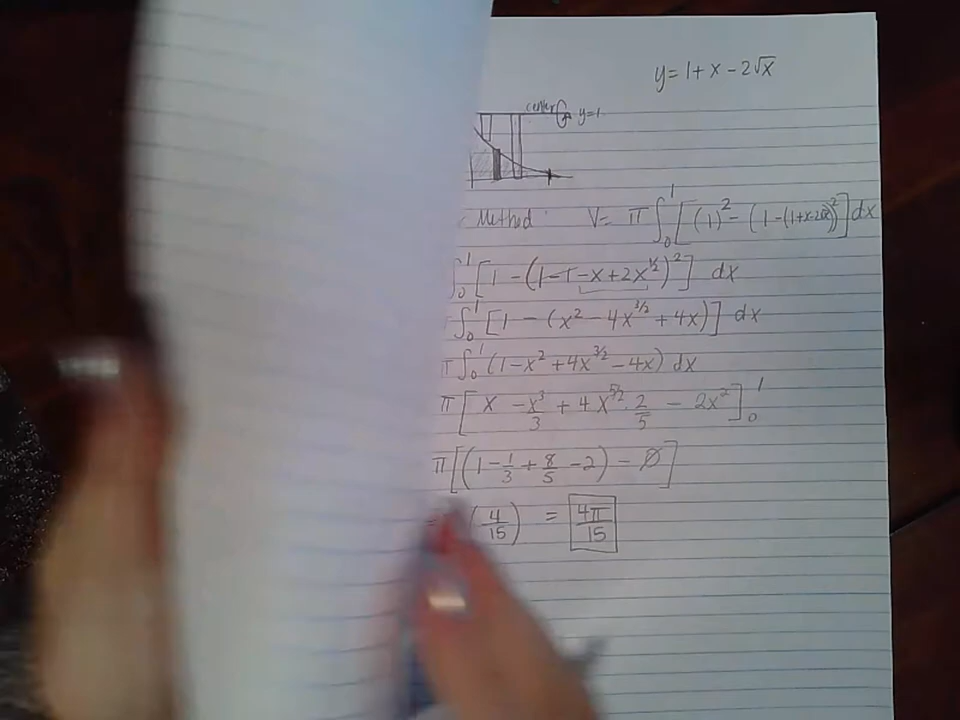 y = 1 + x - 2√x
center y = 1
Method: V = π ∫₀¹ [(1)² - (1 - (1+x-2√x))²] dx
∫₀¹ [1 - (1 - 1 - x + 2x^½)²] dx
∫₀¹ [1 - (x² - 4x^3/2 + 4x)] dx
π ∫₀¹ (1 - x² + 4x^3/2 - 4x) dx
π [x - x³/3 + 4x^5/2 · 2/5 - 2x²]₀¹
π [(1 - 1/3 + 8/5 - 2) - 0]
(4/15) = 4π/15